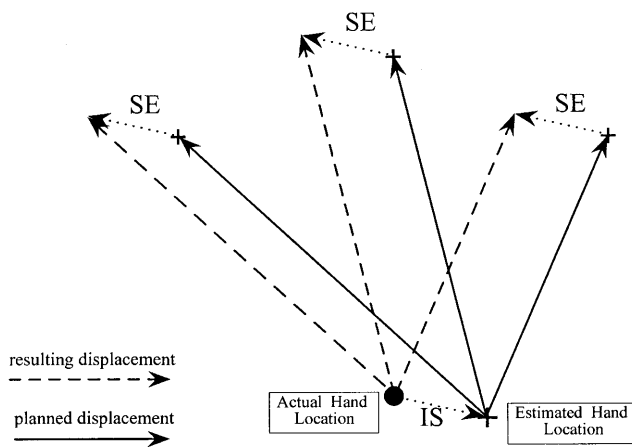 SE
SE
SE
resulting displacement
planned displacement
Actual Hand
Location
IS
Estimated Hand
Location